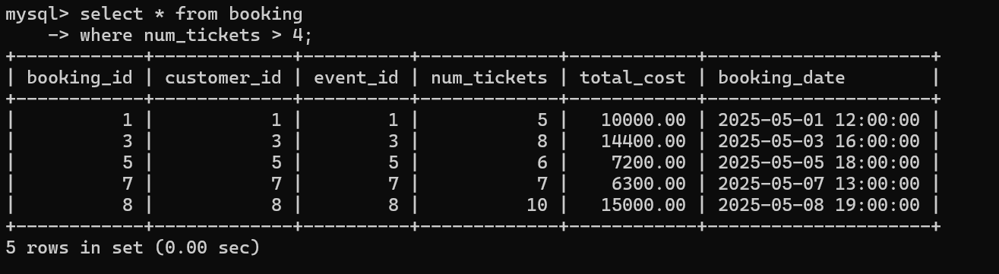 mysql> select * from booking
    -> where num_tickets > 4;
+------------+-------------+----------+-------------+------------+---------------------+
| booking_id | customer_id | event_id | num_tickets | total_cost | booking_date        |
+------------+-------------+----------+-------------+------------+---------------------+
|          1 |           1 |        1 |           5 |   10000.00 | 2025-05-01 12:00:00 |
|          3 |           3 |        3 |           8 |   14400.00 | 2025-05-03 16:00:00 |
|          5 |           5 |        5 |           6 |    7200.00 | 2025-05-05 18:00:00 |
|          7 |           7 |        7 |           7 |    6300.00 | 2025-05-07 13:00:00 |
|          8 |           8 |        8 |          10 |   15000.00 | 2025-05-08 19:00:00 |
+------------+-------------+----------+-------------+------------+---------------------+
5 rows in set (0.00 sec)